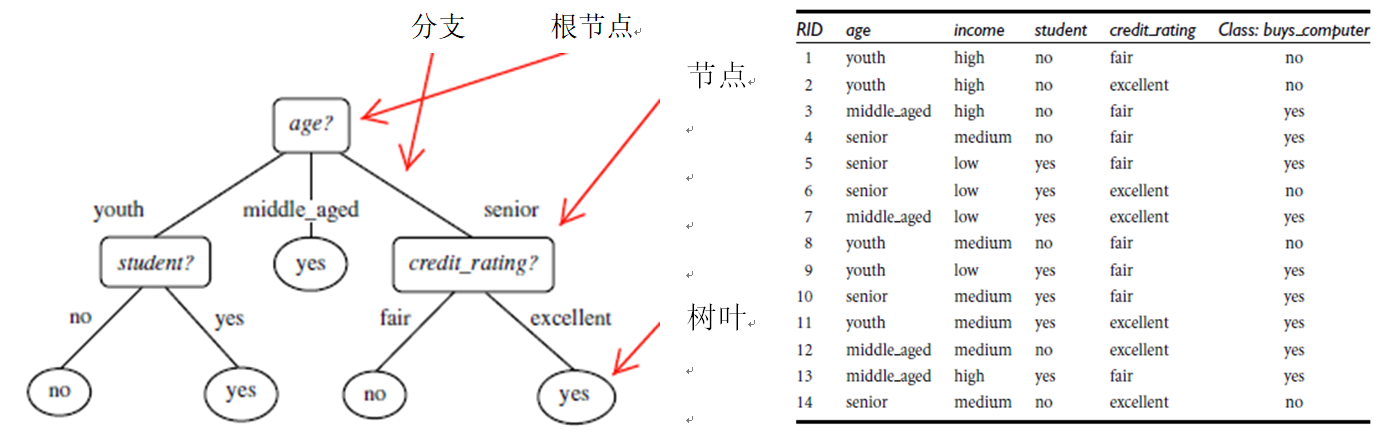 分支
根节点
节点
树叶
age?
youth
middle_aged
senior
student?
yes
credit_rating?
no
yes
fair
excellent
no
yes
no
yes
RID age income student credit_rating Class: buys_computer
1 youth high no fair no
2 youth high no excellent no
3 middle_aged high no fair yes
4 senior medium no fair yes
5 senior low yes fair yes
6 senior low yes excellent no
7 middle_aged low yes excellent yes
8 youth medium no fair no
9 youth low yes fair yes
10 senior medium yes fair yes
11 youth medium yes excellent yes
12 middle_aged medium no excellent yes
13 middle_aged high yes fair yes
14 senior medium no excellent no